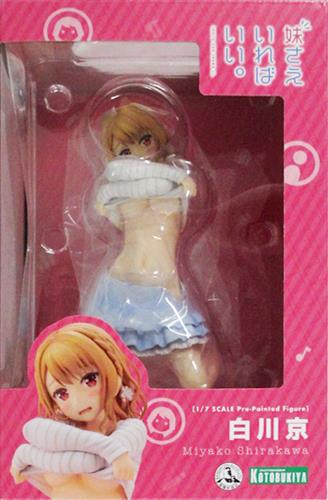 妹さえ
いれば
いい。
[1/7 SCALE Pre-Painted Figure]
白川京
Miyako Shirakawa
KOTOBUKIYA